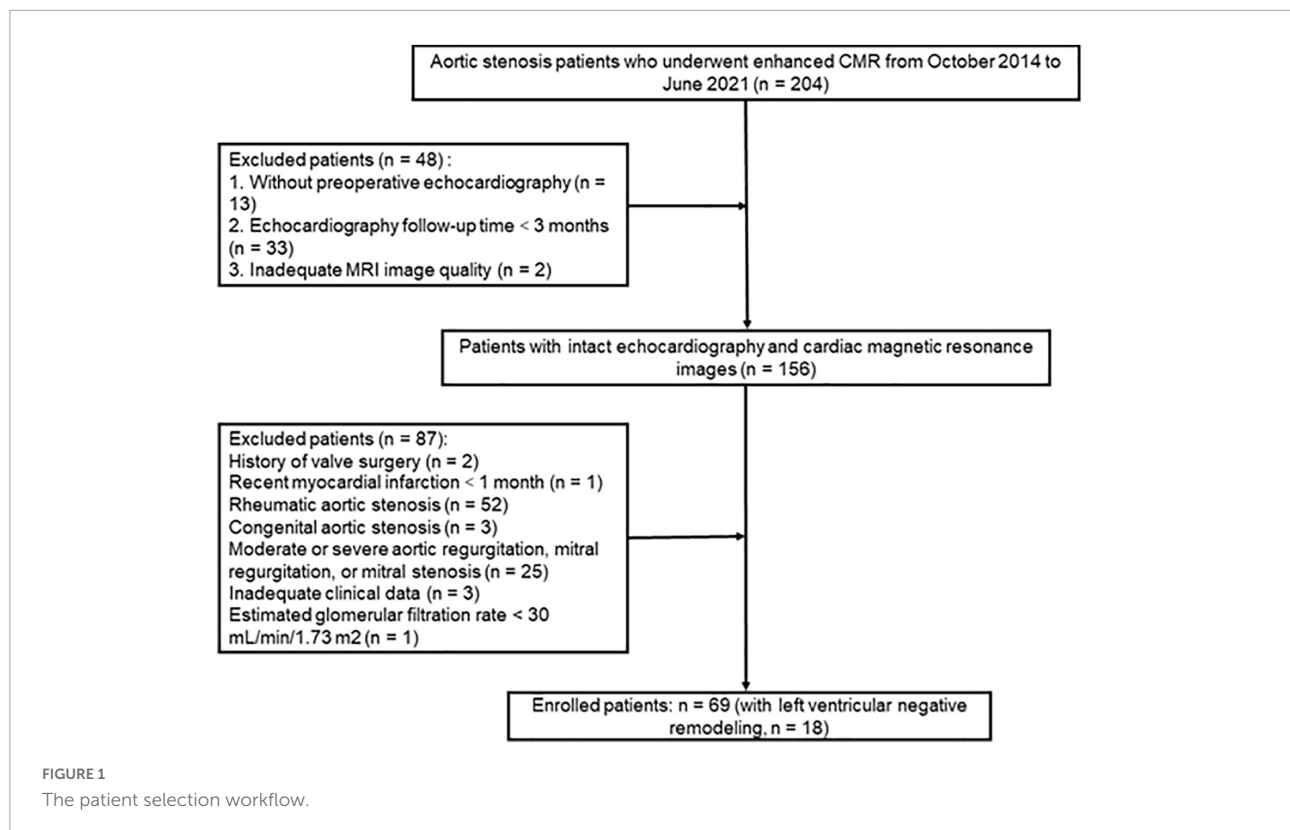 Aortic stenosis patients who underwent enhanced CMR from October 2014 to
June 2021 (n = 204)
Excluded patients (n = 48) :
1. Without preoperative echocardiography (n =
13)
2. Echocardiography follow-up time < 3 months
(n = 33)
3. Inadequate MRI image quality (n = 2)
Patients with intact echocardiography and cardiac magnetic resonance
images (n = 156)
Excluded patients (n = 87):
History of valve surgery (n = 2)
Recent myocardial infarction < 1 month (n = 1)
Rheumatic aortic stenosis (n = 52)
Congenital aortic stenosis (n = 3)
Moderate or severe aortic regurgitation, mitral
regurgitation, or mitral stenosis (n = 25)
Inadequate clinical data (n = 3)
Estimated glomerular filtration rate < 30
mL/min/1.73 m2 (n = 1)
Enrolled patients: n = 69 (with left ventricular negative
remodeling, n = 18)
FIGURE 1
The patient selection workflow.